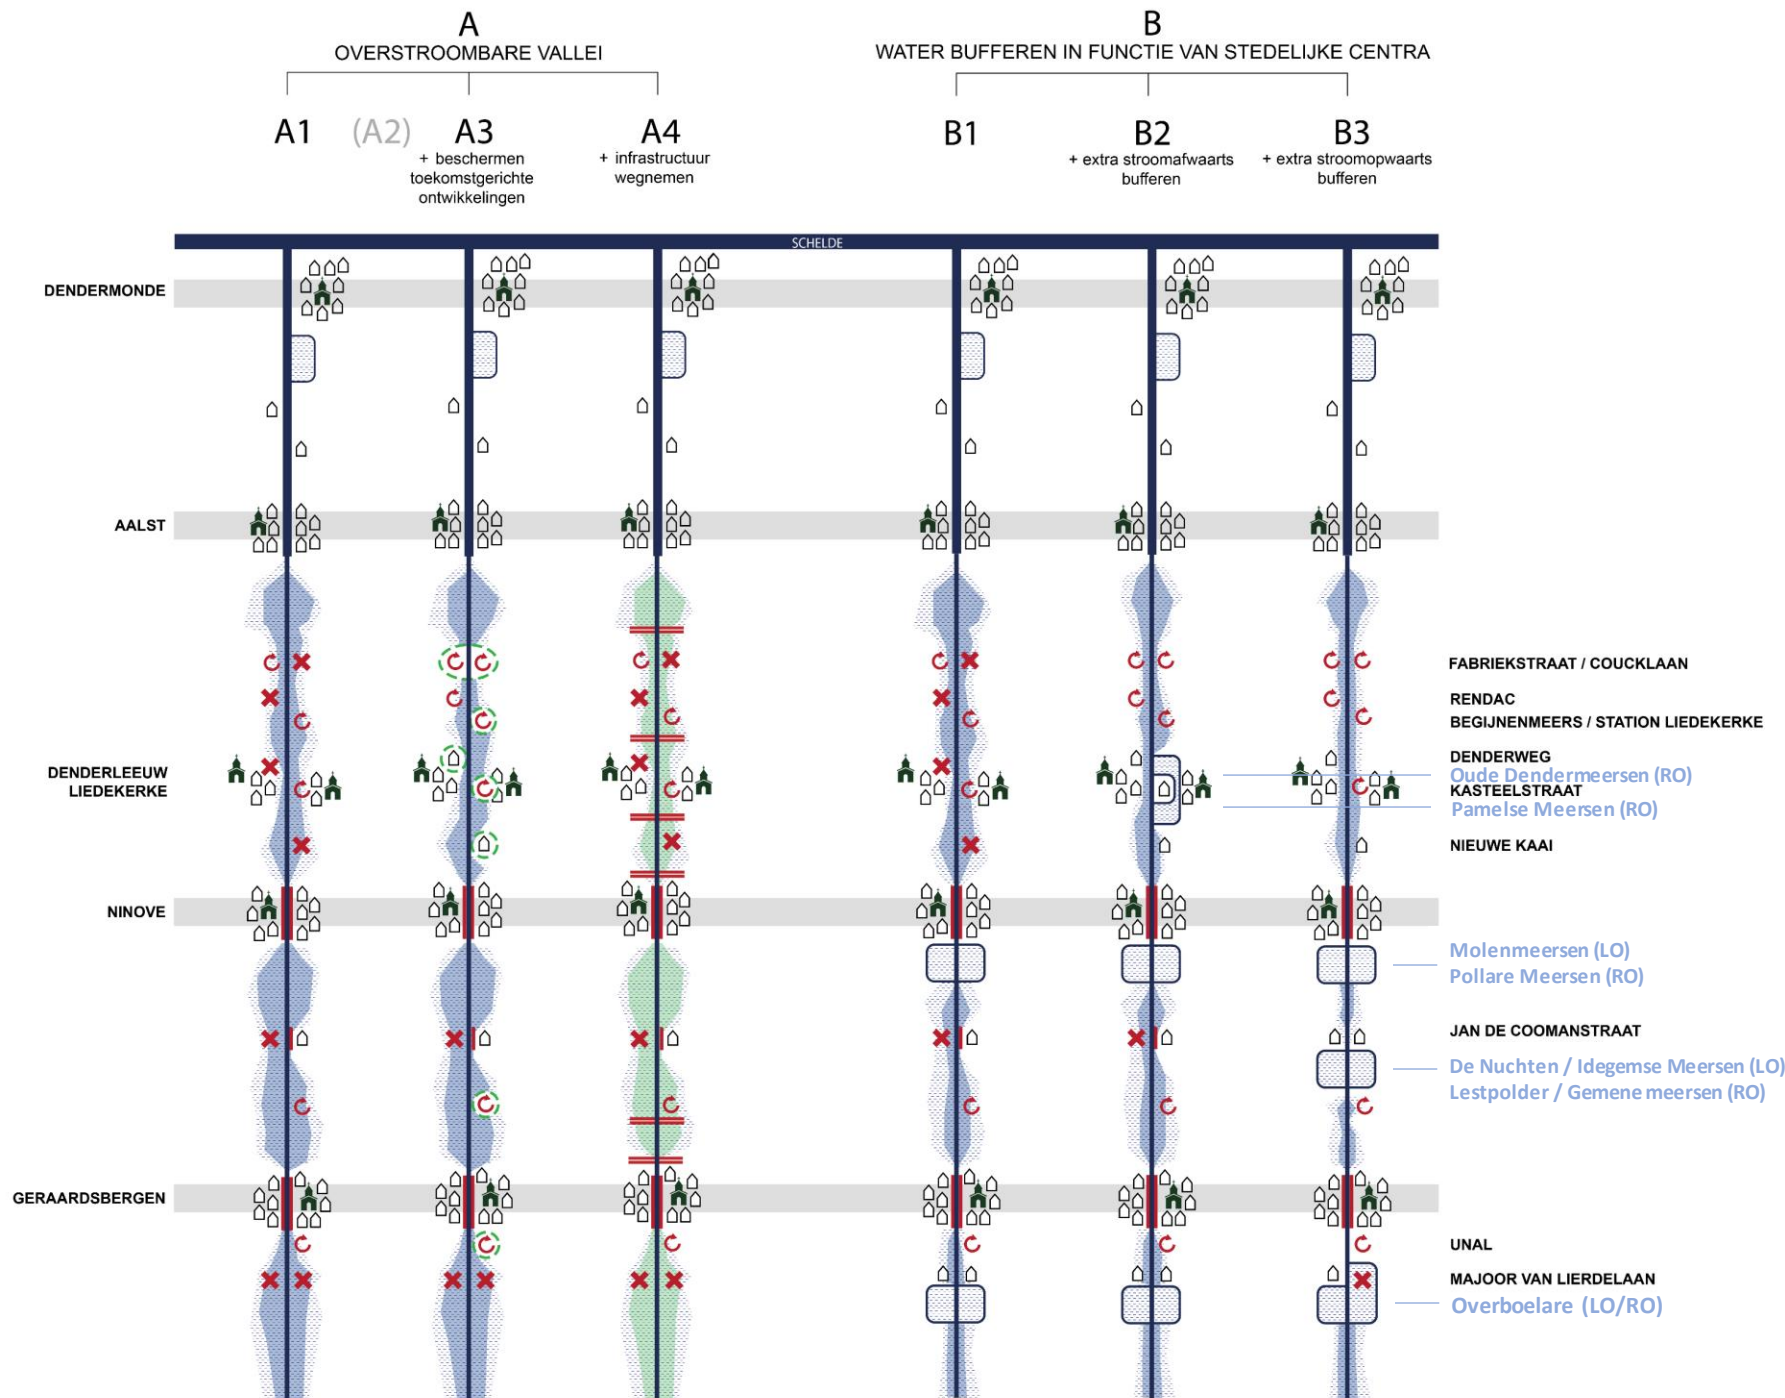 A
OVERSTROOMBARE VALLEI
B
WATER BUFFEREN IN FUNCTIE VAN STEDELIJKE CENTRA
A1
(A2)
A3
+ beschermen
toekomstgerichte
ontwikkelingen
A4
+ infrastructuur
wegnemen
B1
B2
+ extra stroomafwaarts
bufferen
B3
+ extra stroomopwaarts
bufferen
SCHELDE
DENDERMONDE
AALST
FABRIEKSTRAAT / COUCKLAAN
RENDAC
BEGIJNENMEERS / STATION LIEDEKERKE
DENDERLEEUW
LIEDEKERKE
DENDERWEG
Oude Dendermeersen (RO)
KASTEELSTRAAT
Pamelse Meersen (RO)
NIEUWE KAAI
NINOVE
Molenmeersen (LO)
Pollare Meersen (RO)
JAN DE COOMANSTRAAT
De Nuchten / Idegemse Meersen (LO)
Lestpolder / Gemene meersen (RO)
GERAARDSBERGEN
UNAL
MAJOOR VAN LIERDELAAN
Overboelare (LO/RO)